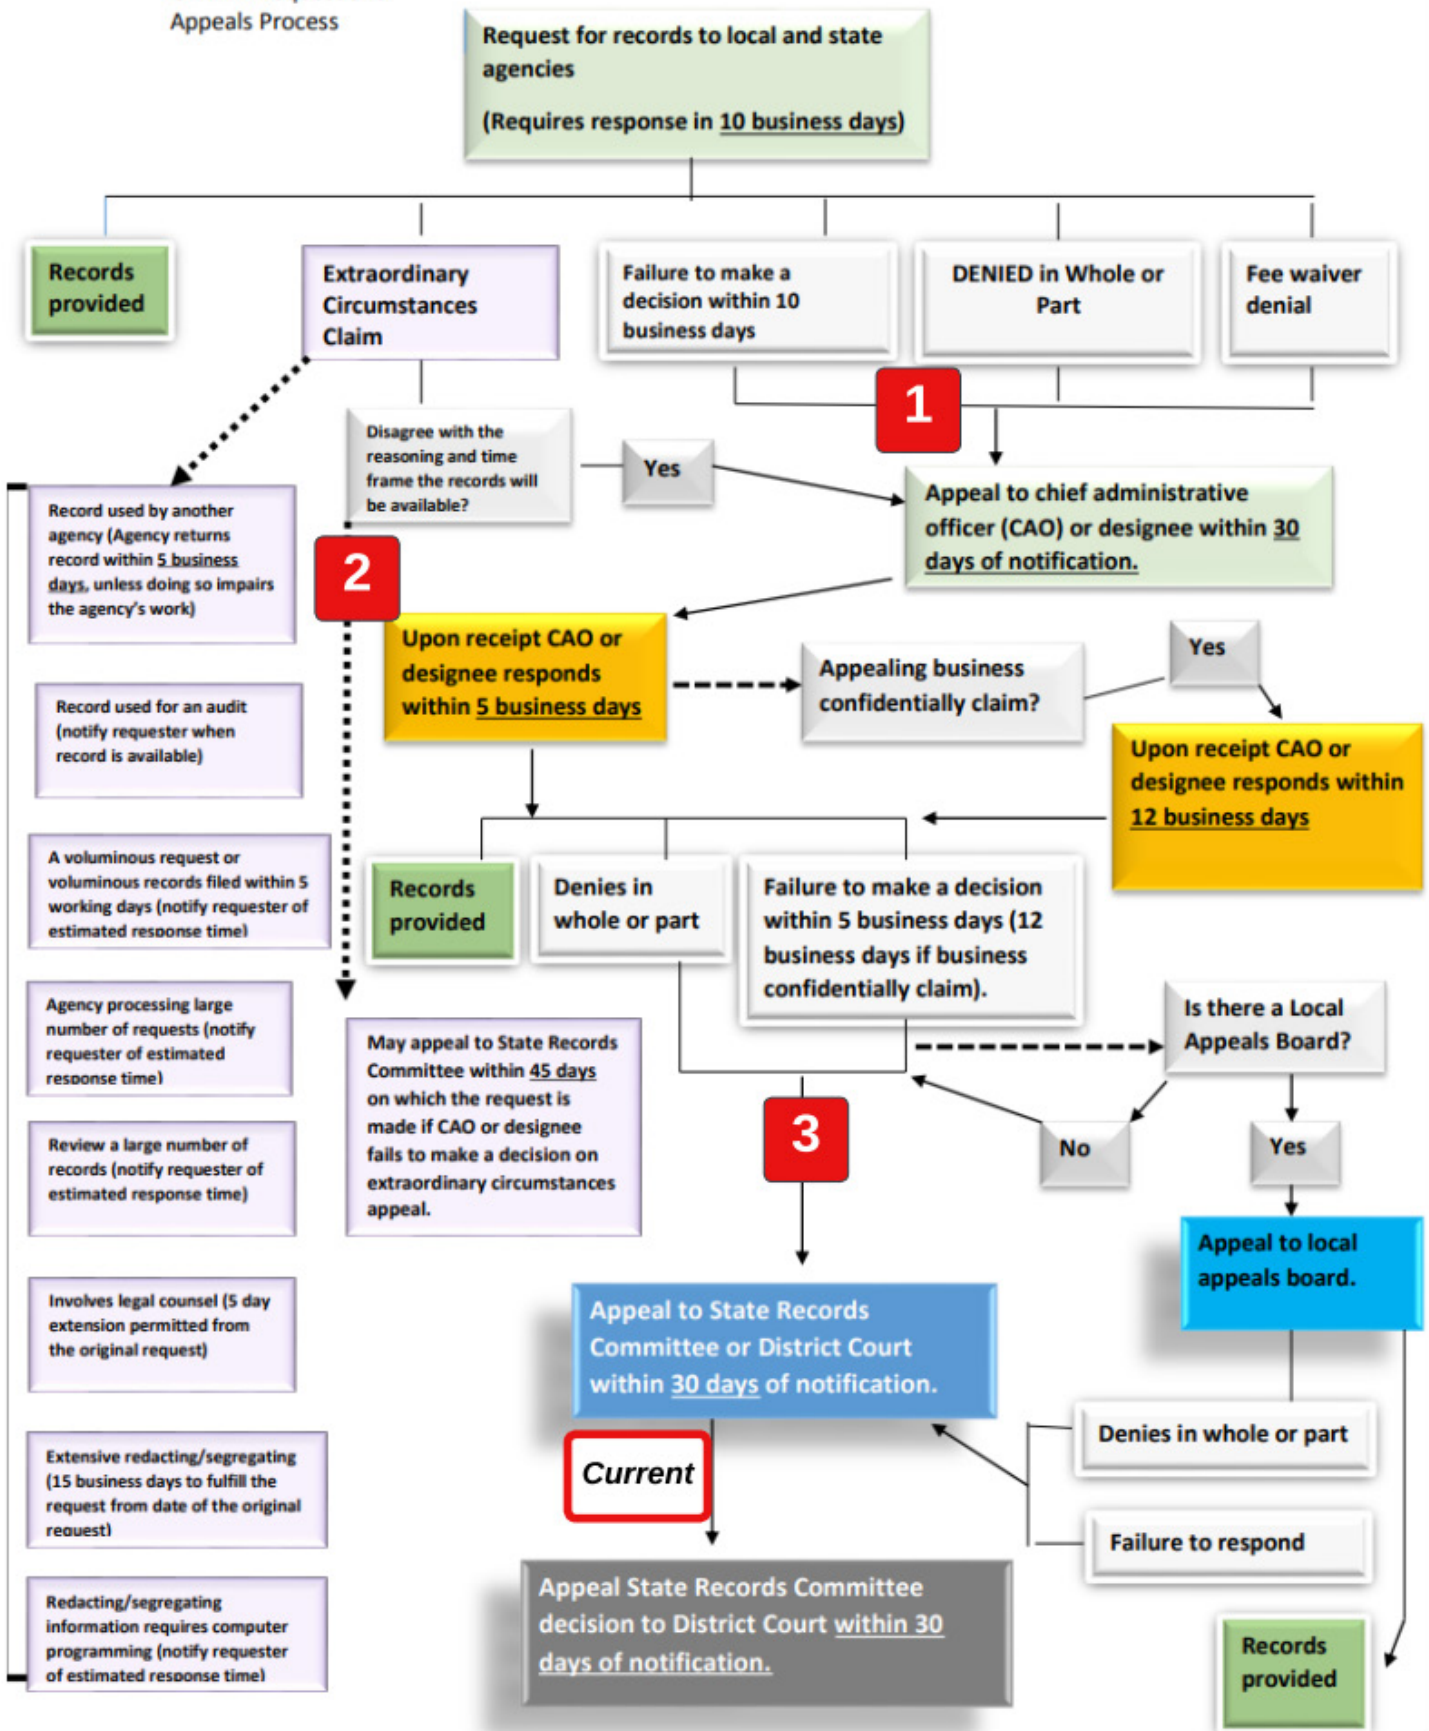 Appeals Process
Request for records to local and state
agencies
(Requires response in 10 business days)
Records
provided
Extraordinary
Circumstances
Claim
Failure to make a
decision within 10
business days
DENIED in Whole or
Part
Fee waiver
denial
1
Disagree with the
reasoning and time
frame the records will
be available?
Yes
Appeal to chief administrative
officer (CAO) or designee within 30
days of notification.
Record used by another
agency (Agency returns
record within 5 business
days, unless doing so impairs
the agency's work)
2
Upon receipt CAO or
designee responds
within 5 business days
Appealing business
confidentially claim?
Yes
Upon receipt CAO or
designee responds within
12 business days
Record used for an audit
(notify requester when
record is available)
A voluminous request or
voluminous records filed within 5
working days (notify requester of
estimated response time)
Records
provided
Denies in
whole or part
Failure to make a decision
within 5 business days (12
business days if business
confidentially claim).
Agency processing large
number of requests (notify
requester of estimated
response time)
May appeal to State Records
Committee within 45 days
on which the request is
made if CAO or designee
fails to make a decision on
extraordinary circumstances
appeal.
Is there a Local
Appeals Board?
3
No
Yes
Review a large number of
records (notify requester of
estimated response time)
Appeal to local
appeals board.
Involves legal counsel (5 day
extension permitted from
the original request)
Appeal to State Records
Committee or District Court
within 30 days of notification.
Current
Denies in whole or part
Failure to respond
Extensive redacting/segregating
(15 business days to fulfill the
request from date of the original
request)
Appeal State Records Committee
decision to District Court within 30
days of notification.
Redacting/segregating
information requires computer
programming (notify requester
of estimated response time)
Records
provided